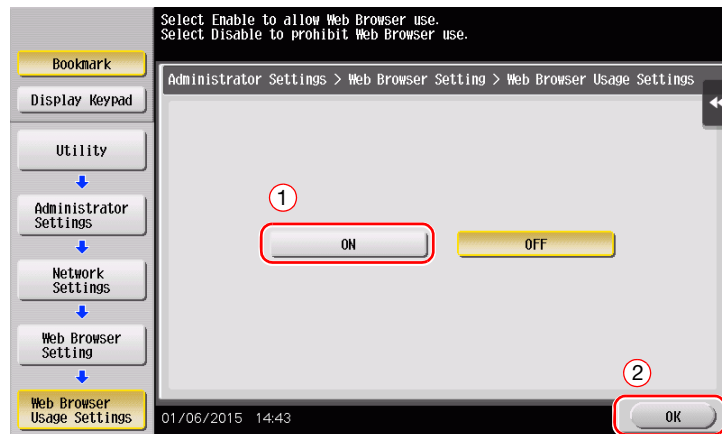 Select Enable to allow Web Browser use.
Select Disable to prohibit Web Browser use.
Bookmark
Display Keypad
Utility
Administrator
Settings
Network
Settings
Web Browser
Setting
Web Browser
Usage Settings
Administrator Settings > Web Browser Setting > Web Browser Usage Settings
1
ON
OFF
2
01/06/2015 14:43
OK